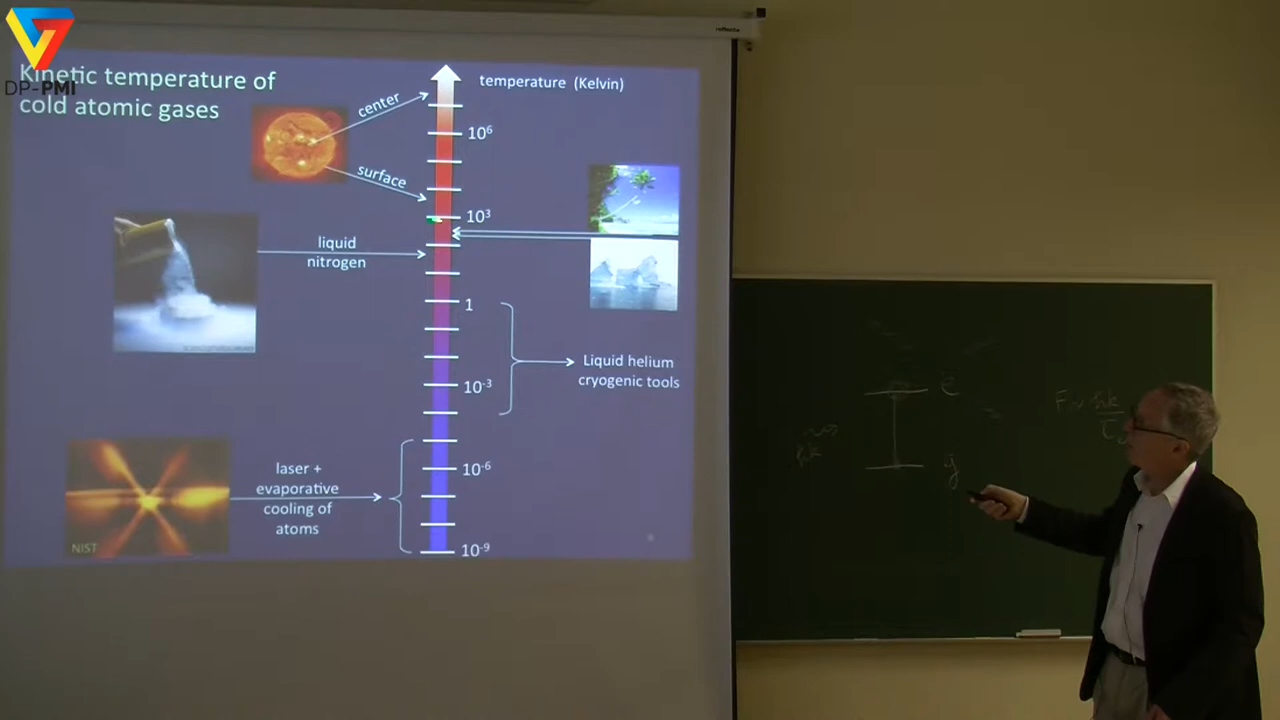 DP-PMI
Kinetic temperature of
cold atomic gases
temperature (Kelvin)
center
10⁶
surface
10³
liquid
nitrogen
1
Liquid helium
cryogenic tools
10⁻³
laser +
evaporative
cooling of
atoms
10⁻⁶
NIST
10⁻⁹
e
g